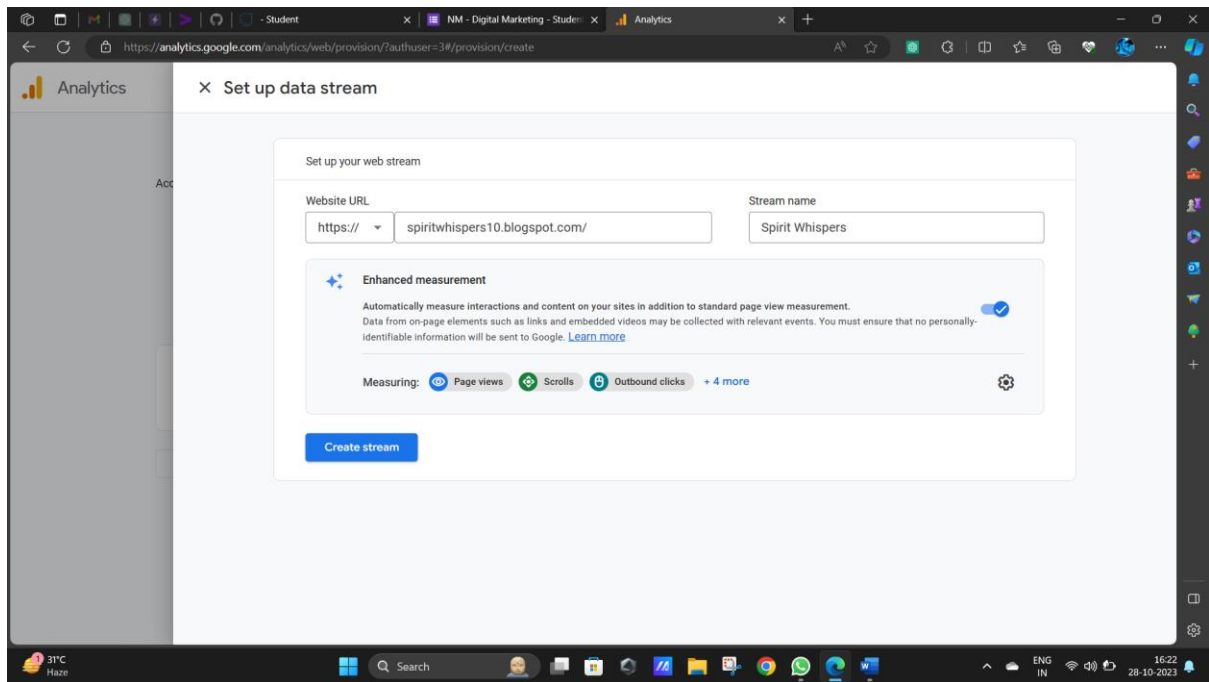 - Student
NM - Digital Marketing - Studen
Analytics
https://analytics.google.com/analytics/web/provision/?authuser=3#/provision/create
Analytics
Set up data stream
Acc
Set up your web stream
Website URL
Stream name
https://
spiritwhispers10.blogspot.com/
Spirit Whispers
Enhanced measurement
Automatically measure interactions and content on your sites in addition to standard page view measurement.
Data from on-page elements such as links and embedded videos may be collected with relevant events. You must ensure that no personally-
identifiable information will be sent to Google. Learn more
Measuring: Page views Scrolls Outbound clicks + 4 more
Create stream
1
31°C
Haze
Search
ENG
IN
16:22
28-10-2023